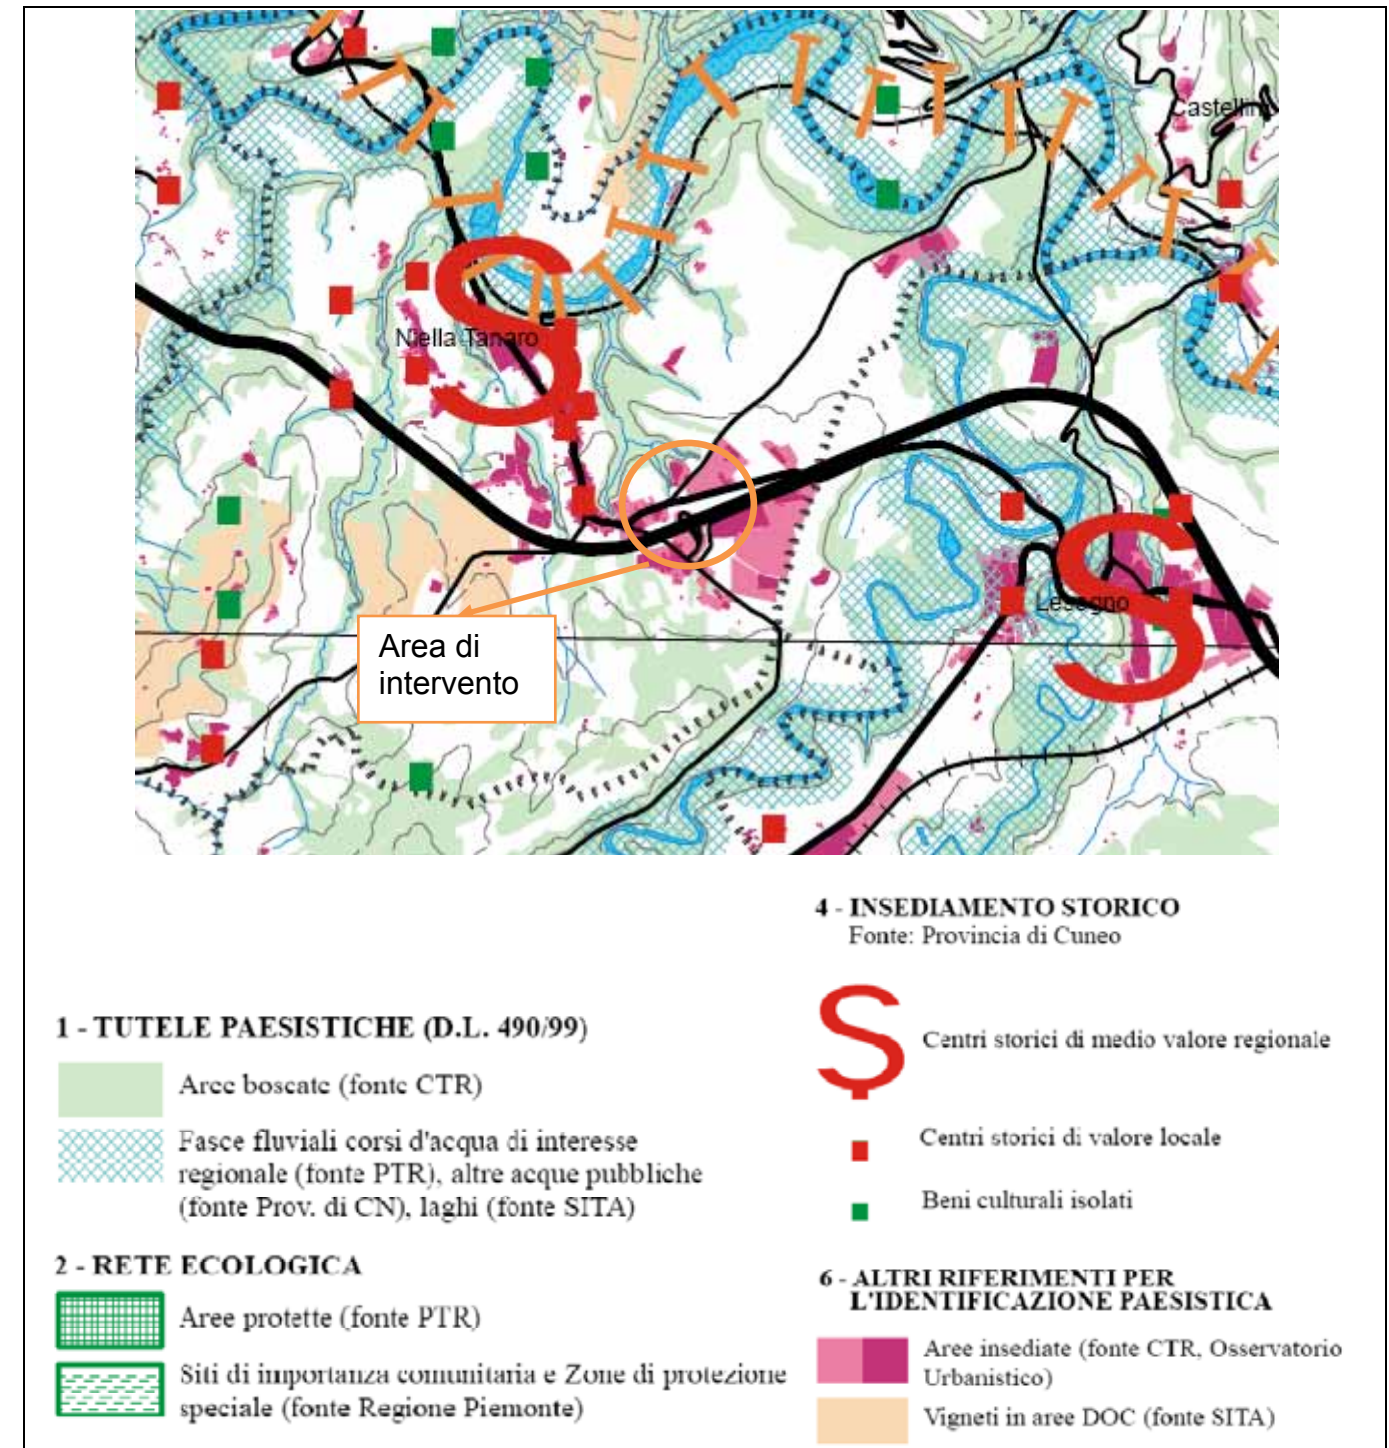 Castellino
Niella Tanaro
Lesegno
Area di
intervento
4 - INSEDIAMENTO STORICO
Fonte: Provincia di Cuneo
Centri storici di medio valore regionale
Centri storici di valore locale
Beni culturali isolati
1 - TUTELE PAESISTICHE (D.L. 490/99)
Aree boscate (fonte CTR)
Fasce fluviali corsi d'acqua di interesse
regionale (fonte PTR), altre acque pubbliche
(fonte Prov. di CN), laghi (fonte SITA)
2 - RETE ECOLOGICA
Aree protette (fonte PTR)
Siti di importanza comunitaria e Zone di protezione
speciale (fonte Regione Piemonte)
6 - ALTRI RIFERIMENTI PER
L'IDENTIFICAZIONE PAESISTICA
Aree insediate (fonte CTR, Osservatorio
Urbanistico)
Vigneti in aree DOC (fonte SITA)